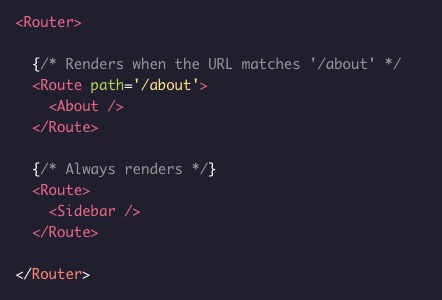 <Router>
{/* Renders when the URL matches '/about' */
<Route path='/about'>
<About />
</Route>
{/* Always renders */}
<Route>
<Sidebar />
</Route>
</Router>